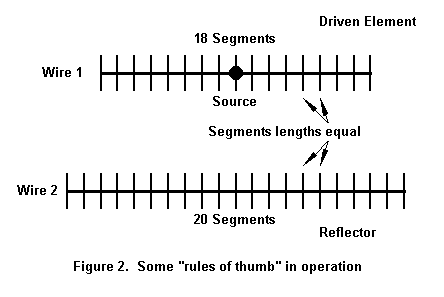 Driven Element
18 Segments
Wire 1
Source
Segments lengths equal
Wire 2
20 Segments
Reflector
Figure 2. Some "rules of thumb" in operation